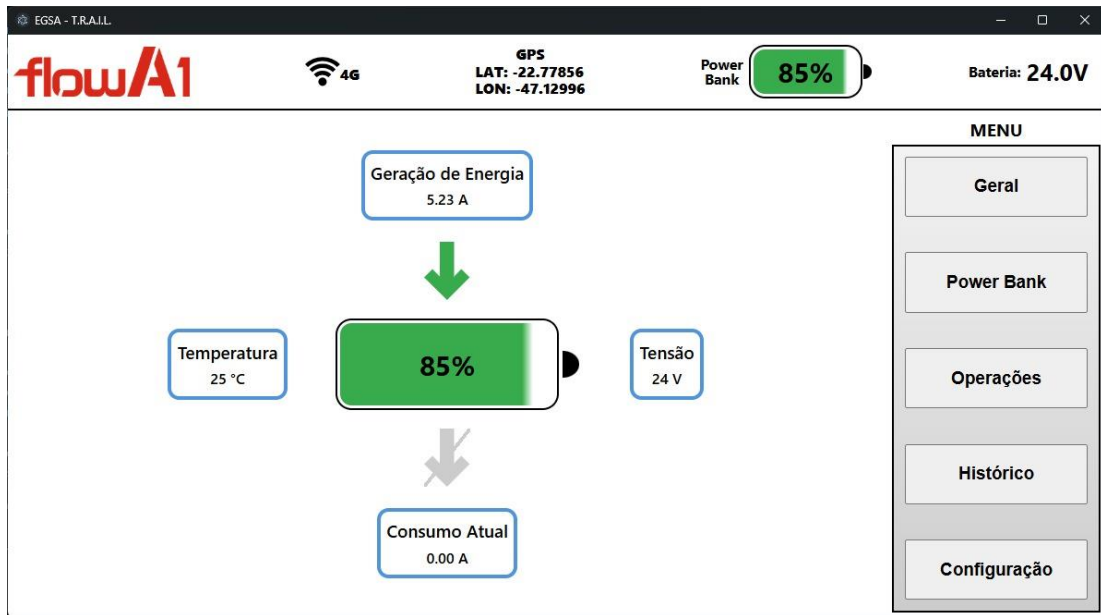 EGSA - T.R.A.I.L.
flowA1
4G
GPS
LAT: -22.77856
LON: -47.12996
Power
Bank
85%
Bateria: 24.0V
MENU
Geração de Energia
5.23 A
Temperatura
25 °C
85%
Tensão
24 V
Consumo Atual
0.00 A
Geral
Power Bank
Operações
Histórico
Configuração